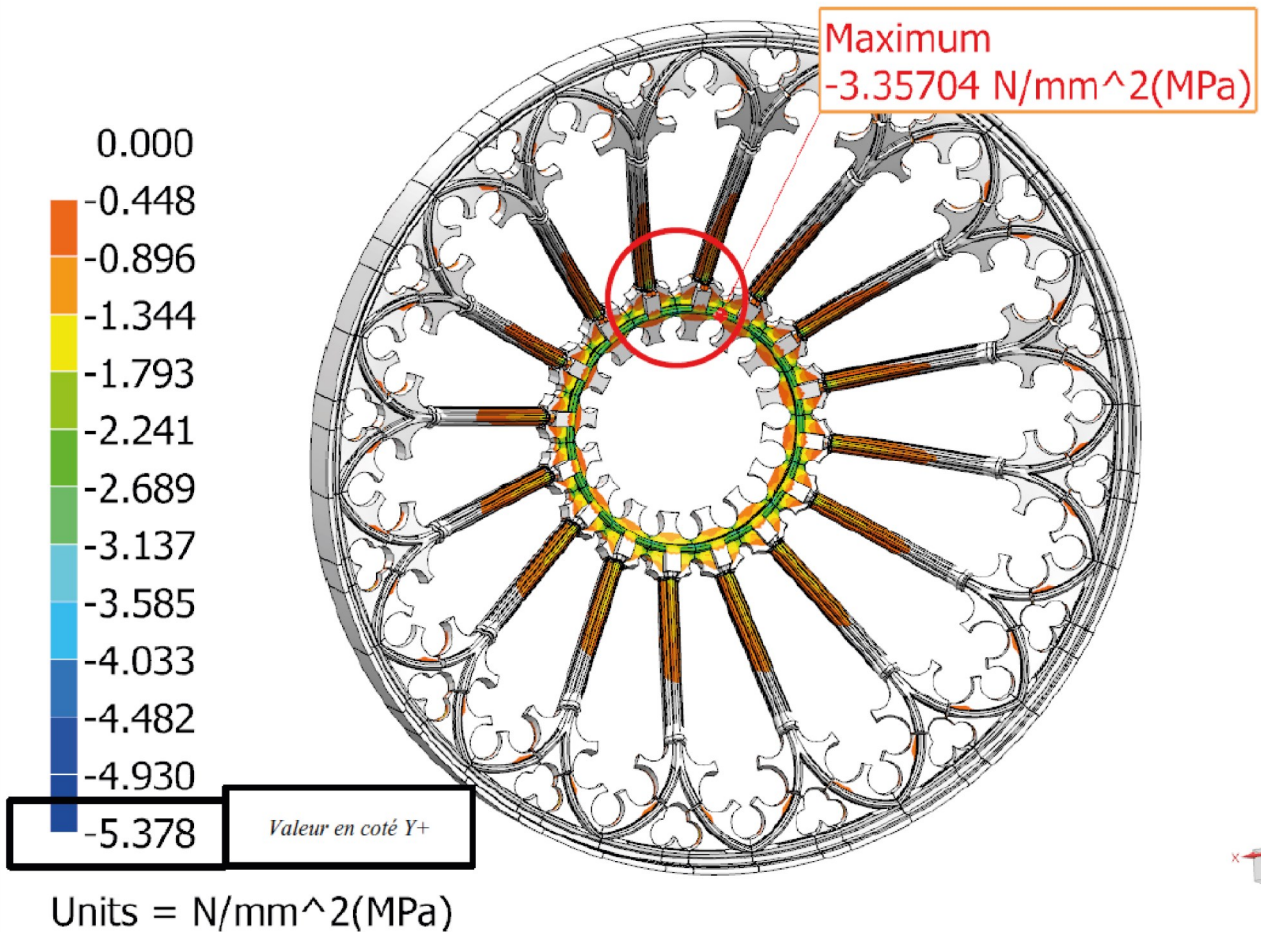 Maximum
-3.35704 N/mm^2(MPa)
0.000
-0.448
-0.896
-1.344
-1.793
-2.241
-2.689
-3.137
-3.585
-4.033
-4.482
-4.930
-5.378
Valeur en coté Y+
Units = N/mm^2(MPa)
X